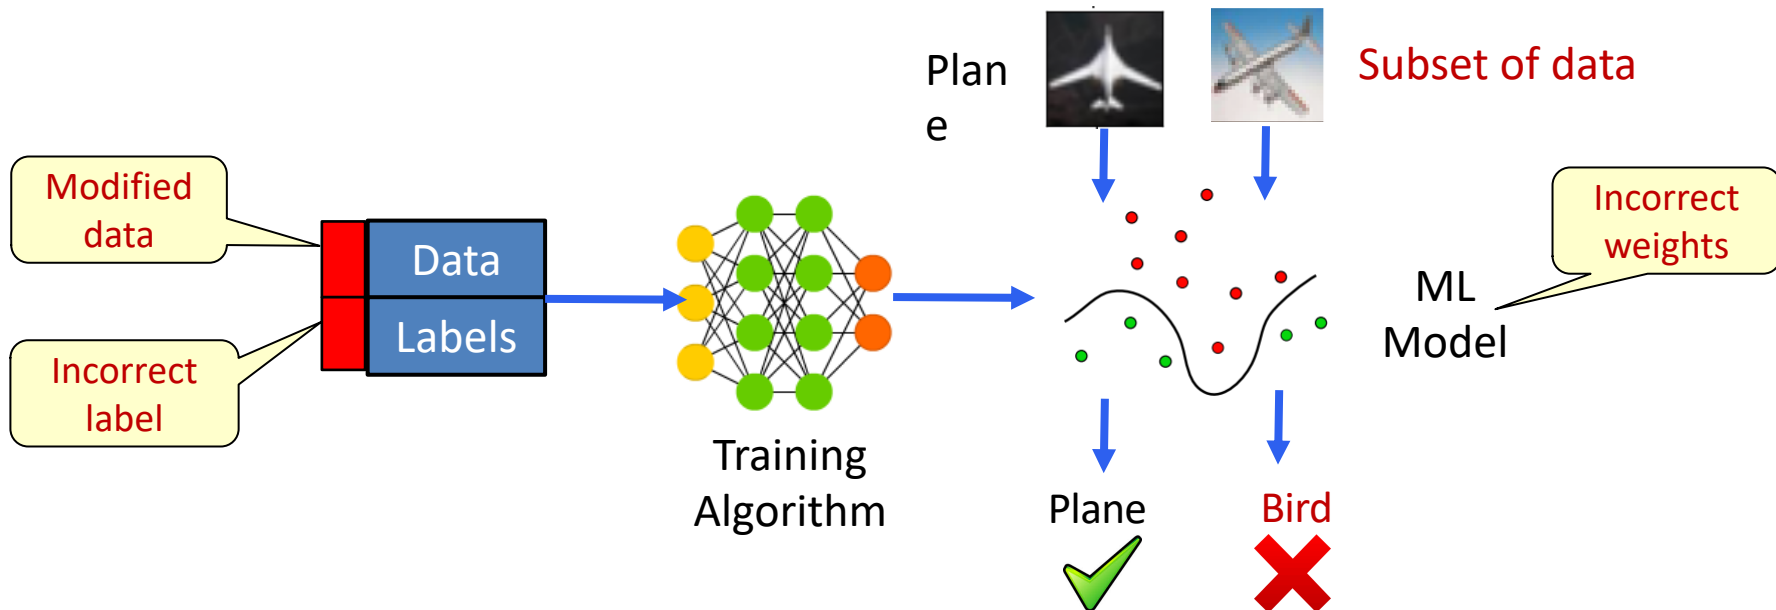 Plan
e
Subset of data
Modified
data
Incorrect
label
Data
Labels
Training
Algorithm
Incorrect
weights
ML
Model
Plane
Bird